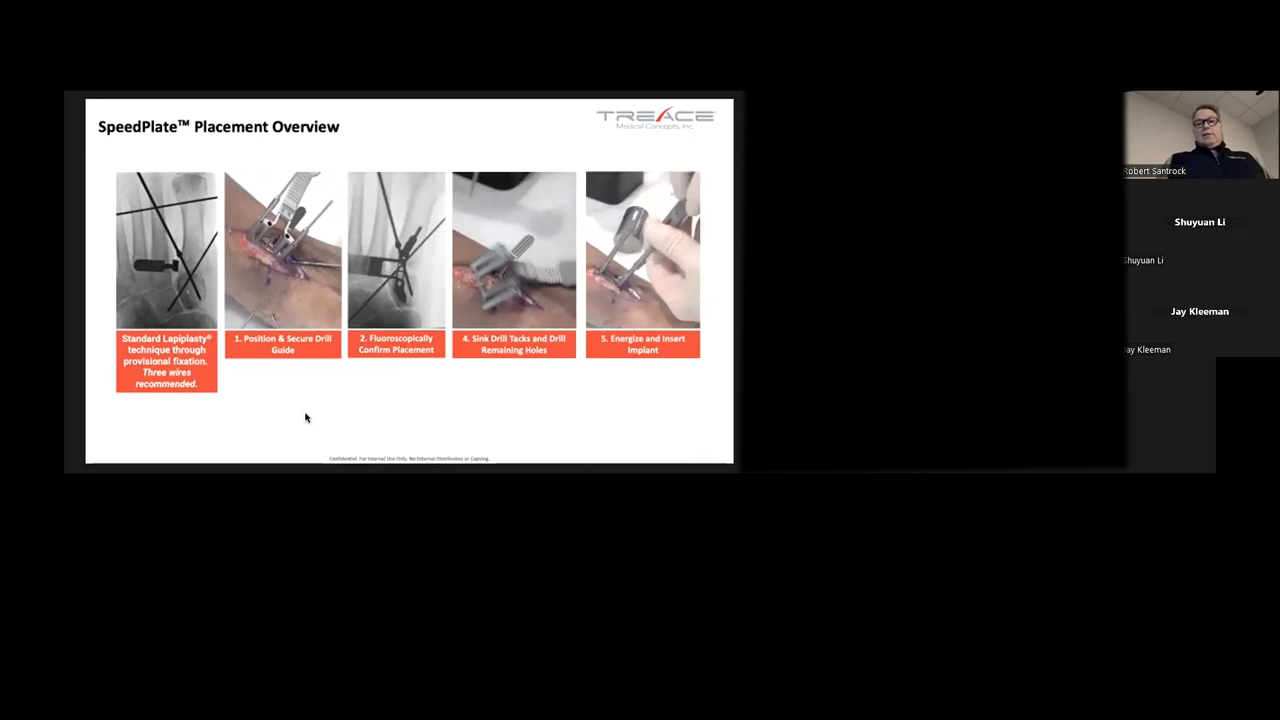 SpeedPlate™ Placement Overview
TREACE
Medical Concepts, Inc.
Standard Lapiplasty®
technique through
provisional fixation.
Three wires
recommended.
1. Position & Secure Drill
Guide
2. Fluoroscopically
Confirm Placement
4. Sink Drill Tacks and Drill
Remaining Holes
5. Energize and Insert
Implant
Confidential. For Internal Use Only. No External Distribution or Copying.
Robert Santrock
Shuyuan Li
Shuyuan Li
Jay Kleeman
Jay Kleeman